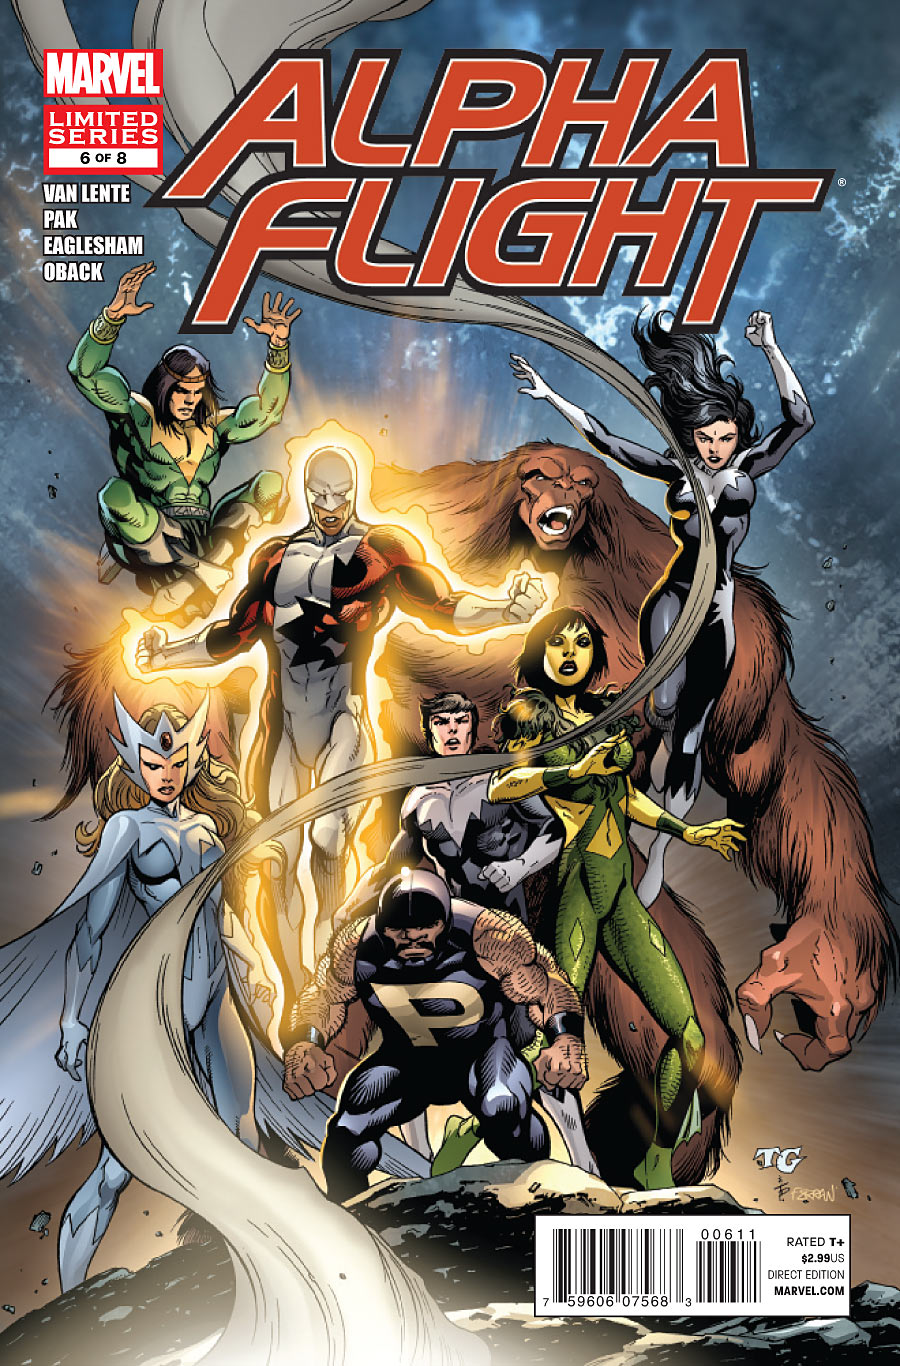 MARVEL
LIMITED
SERIES
6 OF 8
VAN LENTE
PAK
EAGLESHAM
OBACK
ALPHA
FLIGHT
®
P
TG
FERRAN
00611
RATED T+
$2.99US
DIRECT EDITION
MARVEL.COM
7 59606 07568 3